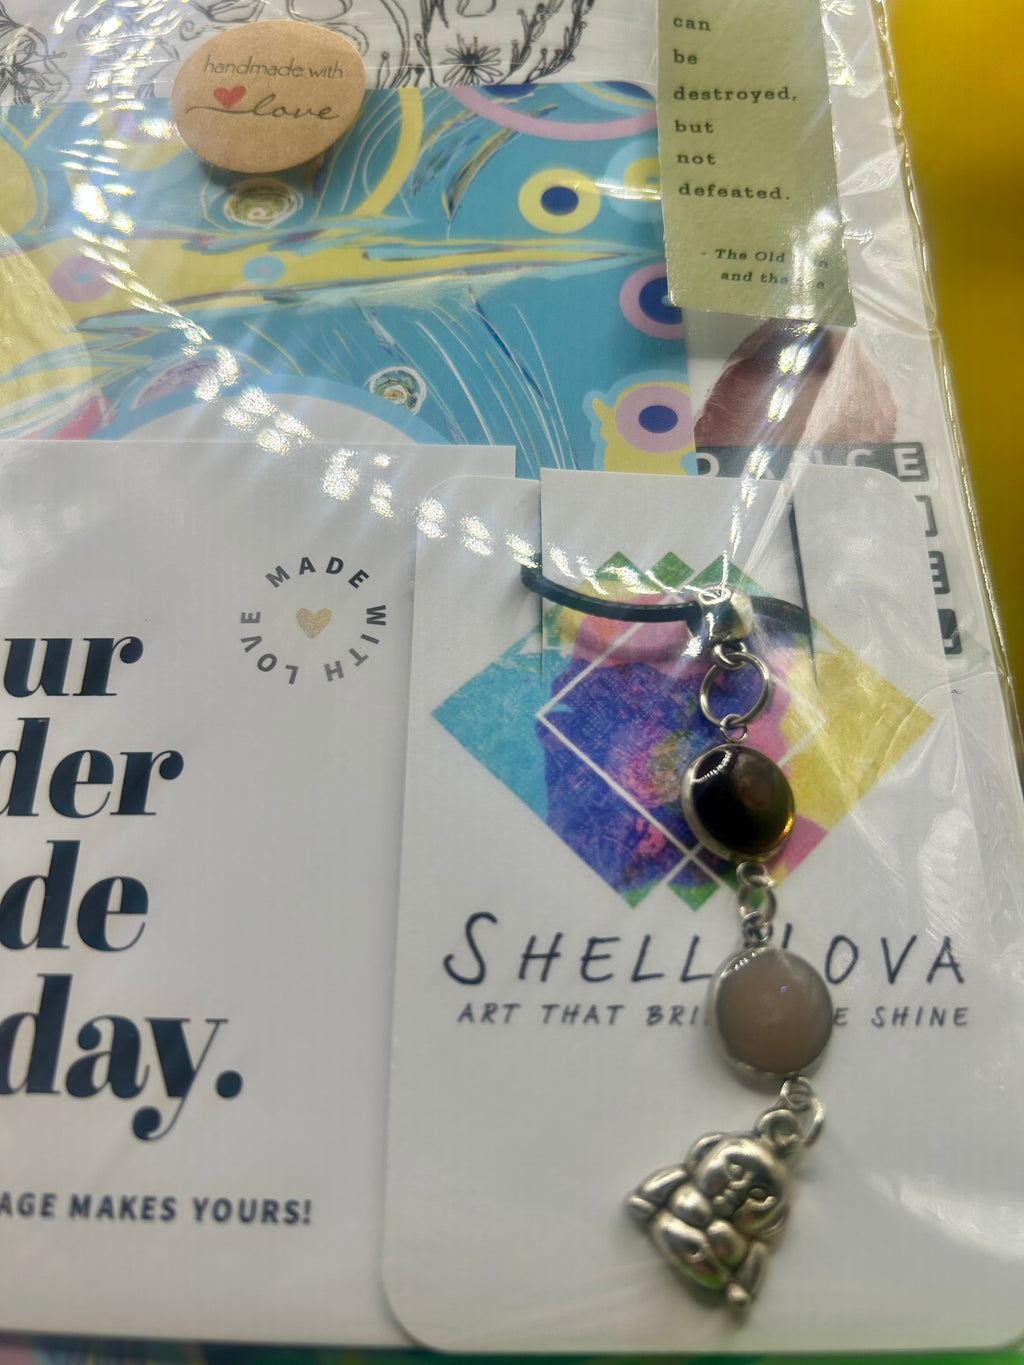 handmade with
love
can
be
destroyed,
but
not
defeated.
- The Old
and the
DANCE
MADE WITH LOVE
ur
der
de
day.
AGE MAKES YOURS!
SHELL OVA
ART THAT BRI E SHINE